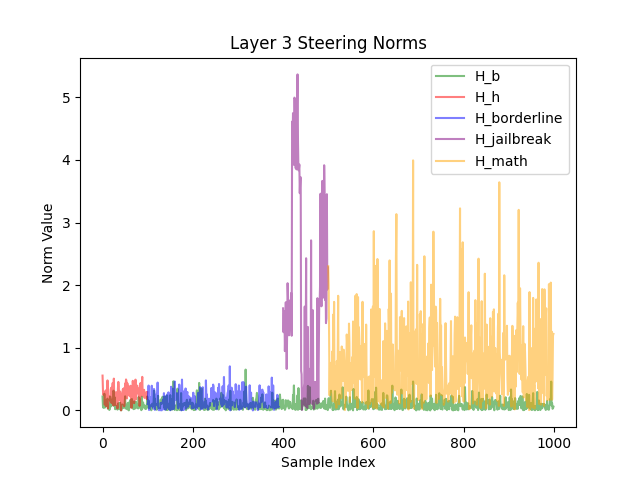 Layer 3 Steering Norms
H_b
H_h
H_borderline
H_jailbreak
H_math
Norm Value
5
4
3
2
1
0
0 200 400 600 800 1000
Sample Index